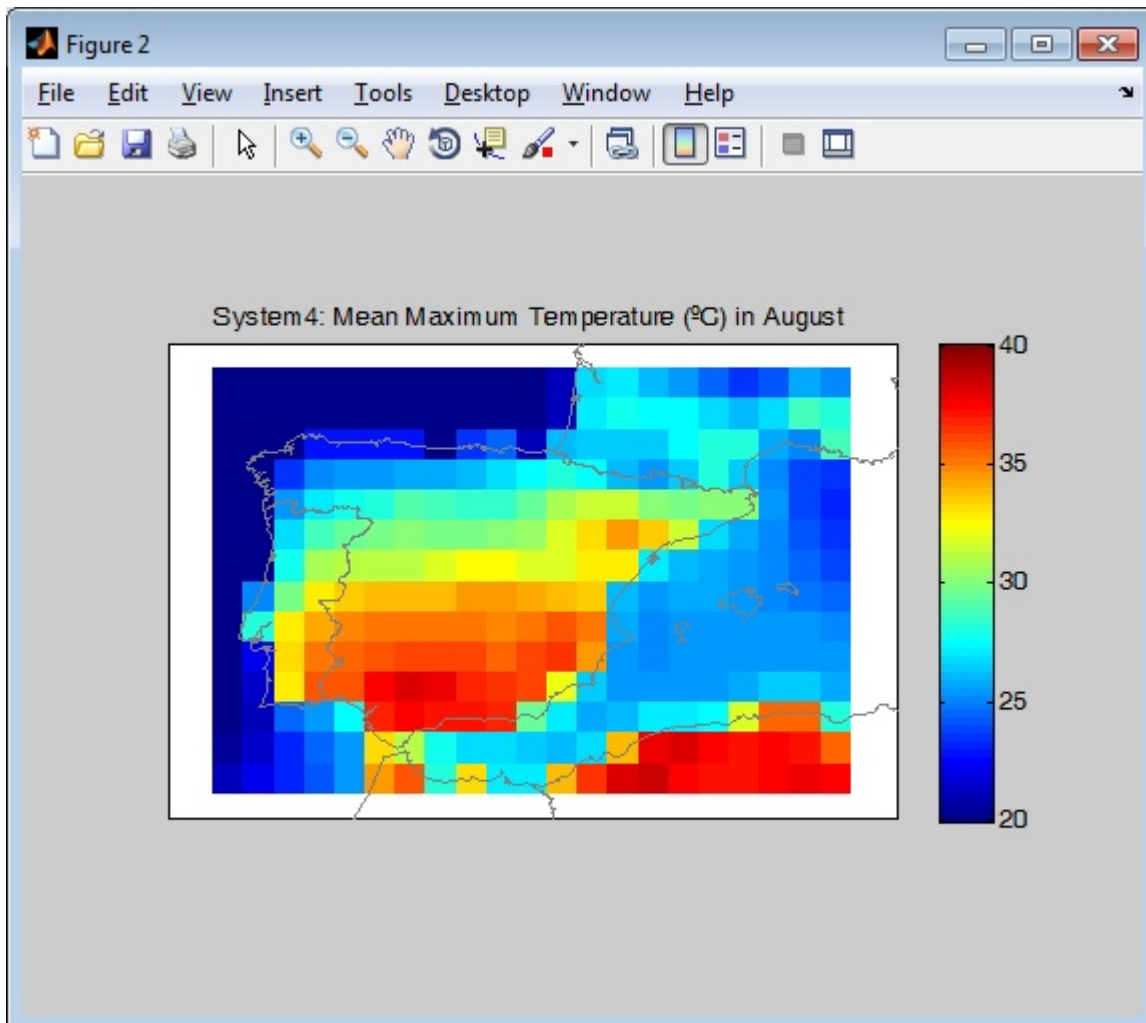 Figure 2
File Edit View Insert Tools Desktop Window Help
System4: Mean Maximum Temperature (ºC) in August
40
35
30
25
20